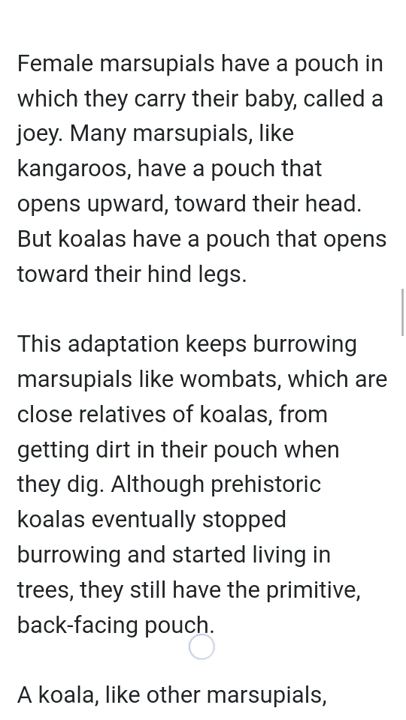 Female marsupials have a pouch in
which they carry their baby, called a
joey. Many marsupials, like
kangaroos, have a pouch that
opens upward, toward their head.
But koalas have a pouch that opens
toward their hind legs.
This adaptation keeps burrowing
marsupials like wombats, which are
close relatives of koalas, from
getting dirt in their pouch when
they dig. Although prehistoric
koalas eventually stopped
burrowing and started living in
trees, they still have the primitive,
back-facing pouch.
A koala, like other marsupials,